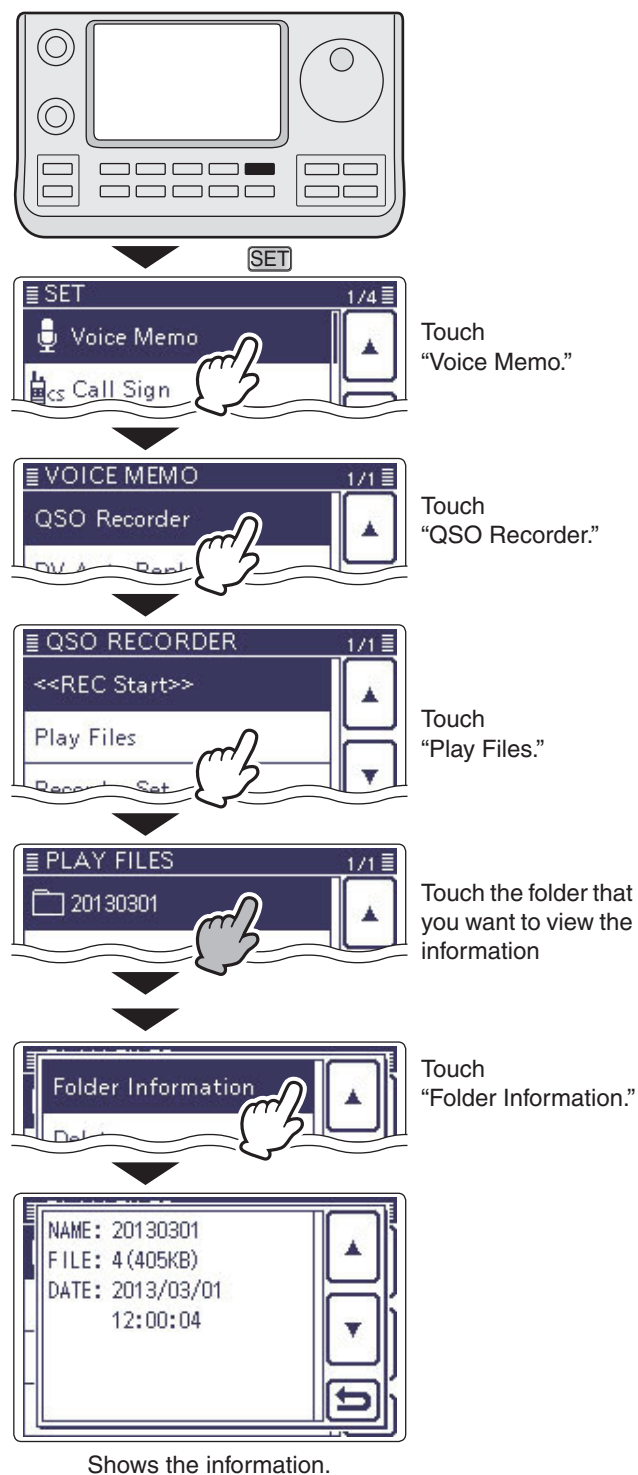 SET
SET
1/4
Voice Memo
CS Call Sign
Touch
“Voice Memo.”
VOICE MEMO
1/1
QSO Recorder
Touch
“QSO Recorder.”
QSO RECORDER
1/1
<<REC Start>>
Play Files
Touch
“Play Files.”
PLAY FILES
1/1
20130301
Touch the folder that
you want to view the
information
Folder Information
Touch
“Folder Information.”
NAME: 20130301
FILE: 4(405KB)
DATE: 2013/03/01
12:00:04
Shows the information.